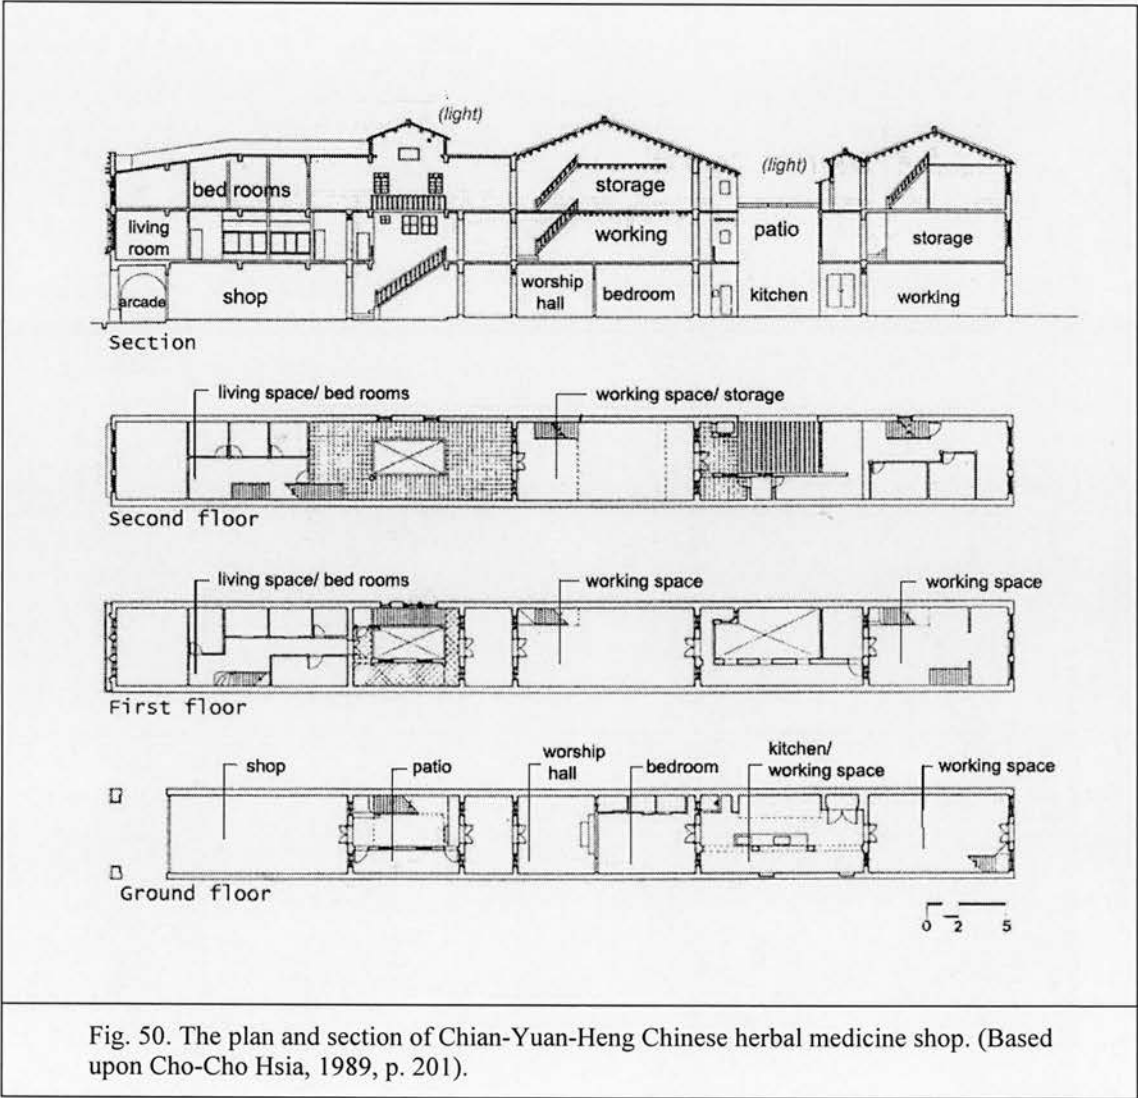 (light)
(light)
bed rooms
storage
living
room
working
patio
storage
arcade
shop
worship
hall
bedroom
kitchen
working
Section
living space/ bed rooms
working space/ storage
Second floor
living space/ bed rooms
working space
working space
First floor
shop
patio
worship
hall
bedroom
kitchen/
working space
working space
Ground floor
0 2 5
Fig. 50. The plan and section of Chian-Yuan-Heng Chinese herbal medicine shop. (Based
upon Cho-Cho Hsia, 1989, p. 201).